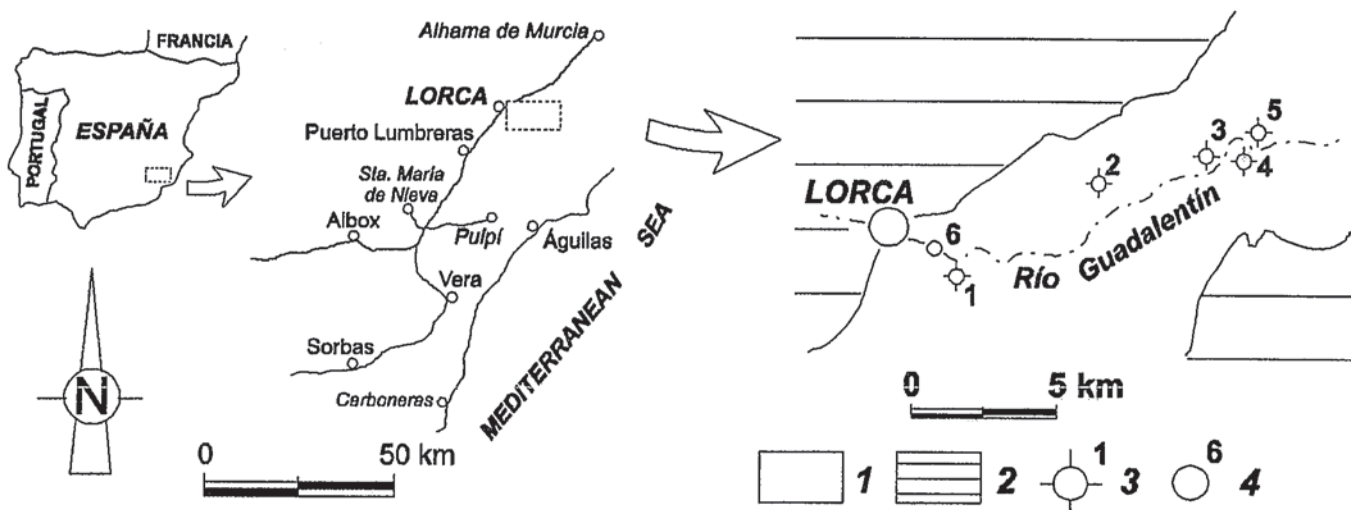 FRANCIA
PORTUGAL
ESPAÑA
N
Alhama de Murcia
LORCA
Puerto Lumbreras
Sta. María
de Nieva
Albox
Pulpí
Águilas
Vera
Sorbas
Carboneras
MEDITERRANEAN SEA
0 50 km
LORCA
1
2
3
4
5
6
Río Guadalentín
0 5 km
1
2
1 3
6 4